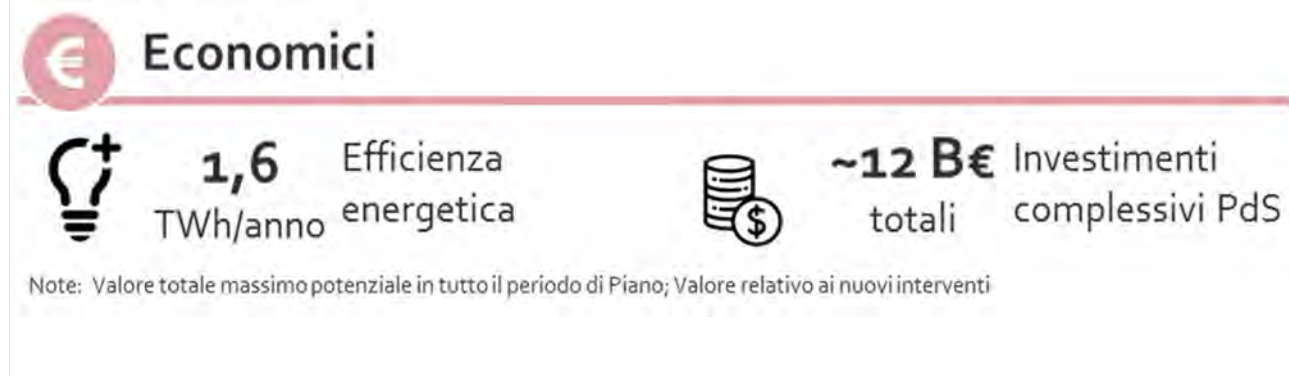 € Economici
1,6 TWh/anno
Efficienza
energetica
$
~12 B€
totali
Investimenti
complessivi PdS
Note: Valore totale massimo potenziale in tutto il periodo di Piano; Valore relativo ai nuovi interventi